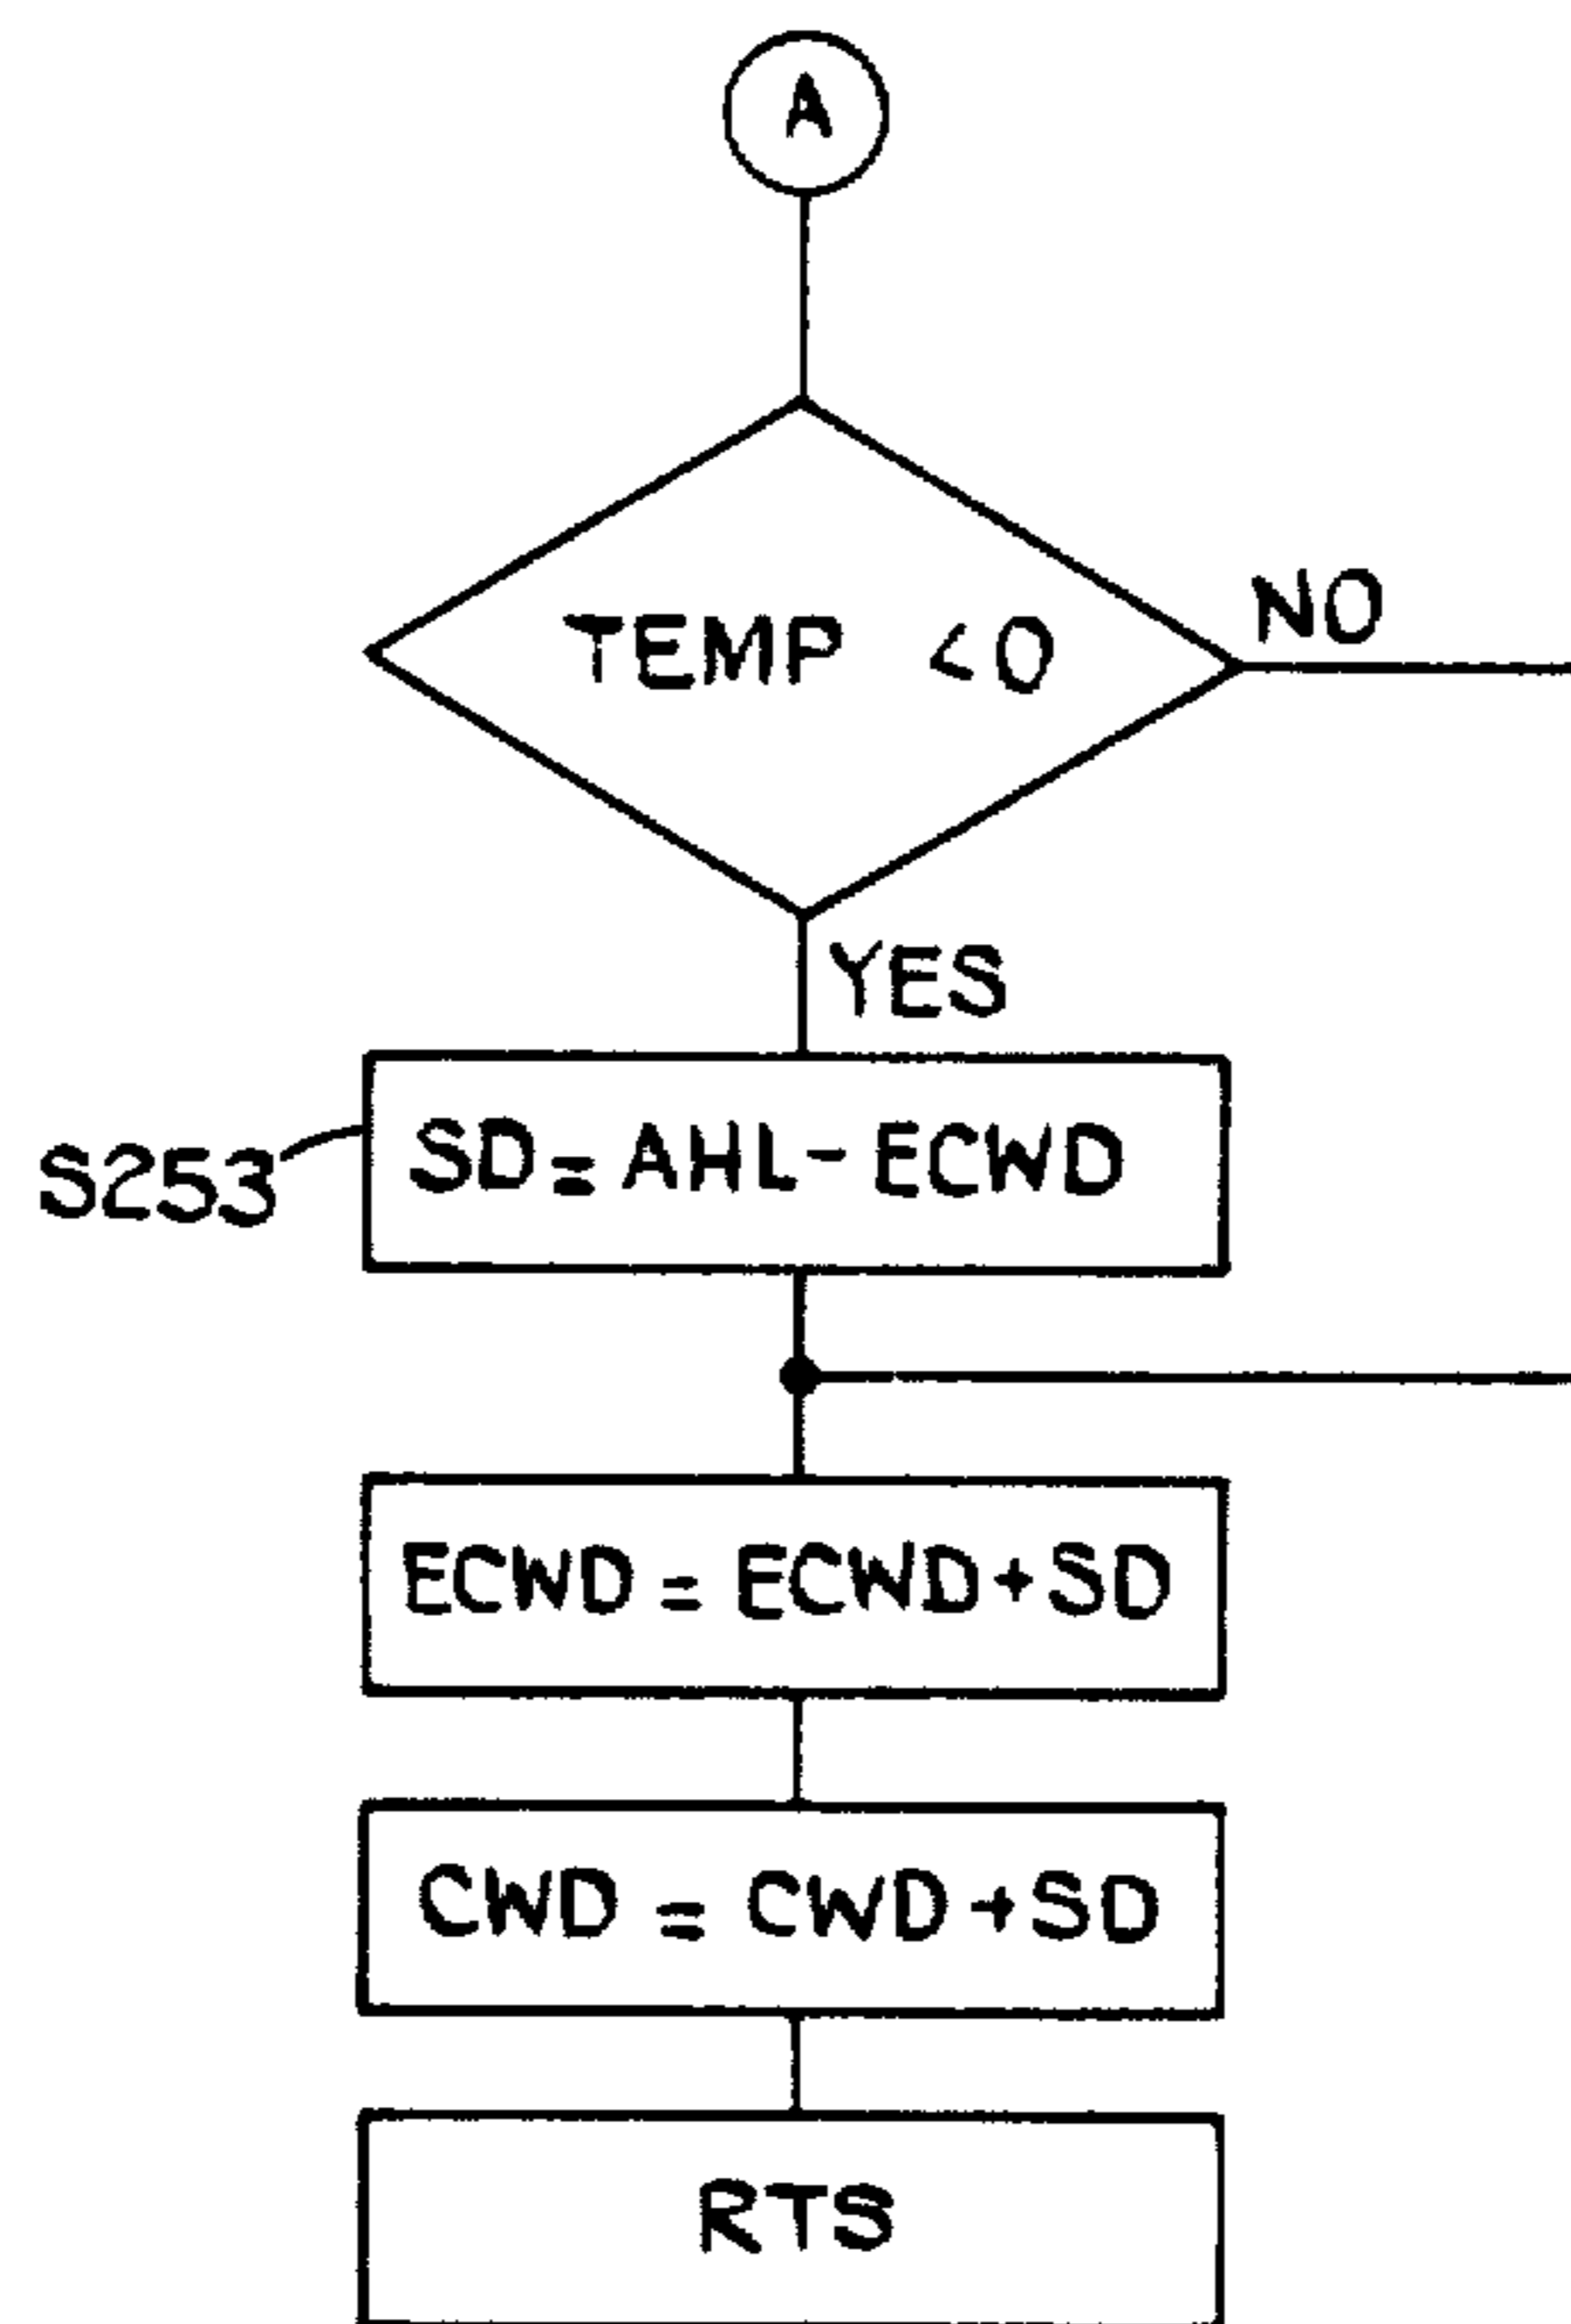 A
TEMP <0
NO
YES
S253
SD=AHL-ECWD
ECWD=ECWD+SD
CWD=CWD+SD
RTS